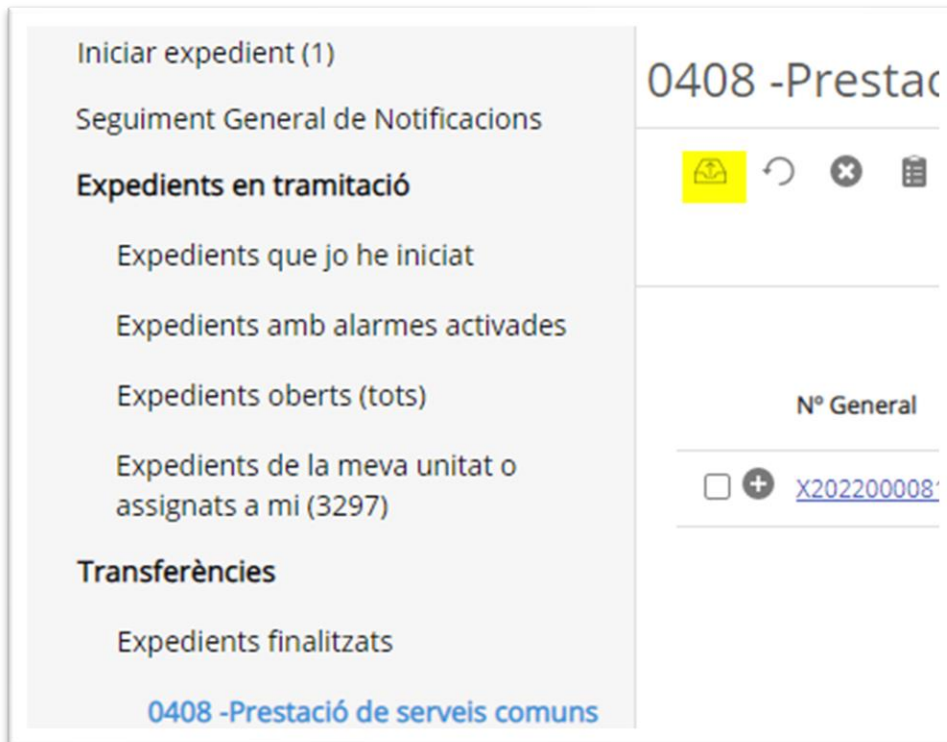 Iniciar expedient (1)
Seguiment General de Notificacions
Expedients en tramitació
Expedients que jo he iniciat
Expedients amb alarmes activades
Expedients oberts (tots)
Expedients de la meva unitat o
assignats a mi (3297)
Transferències
Expedients finalitzats
0408 -Prestació de serveis comuns
0408 -Prestac
Nº General
X2022000081